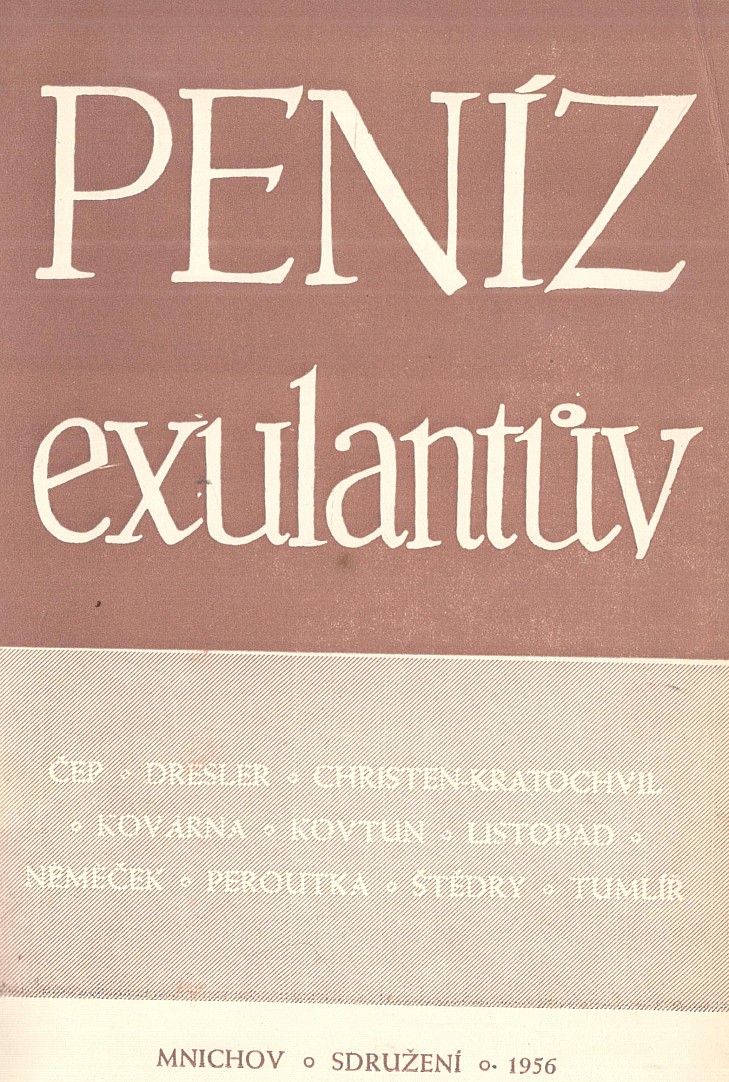 PENÍZ
exulantův
ČEP ∘ DRESLER ∘ CHRISTEN-KRATOCHVIL
∘ KOVÁRNA ∘ KOVTUN ∘ LISTOPAD ∘
NĚMEČEK ∘ PEROUTKA ∘ ŠTĚDRÝ ∘ TUMLÍŘ
MNICHOV ∘ SDRUŽENÍ ∘ 1956